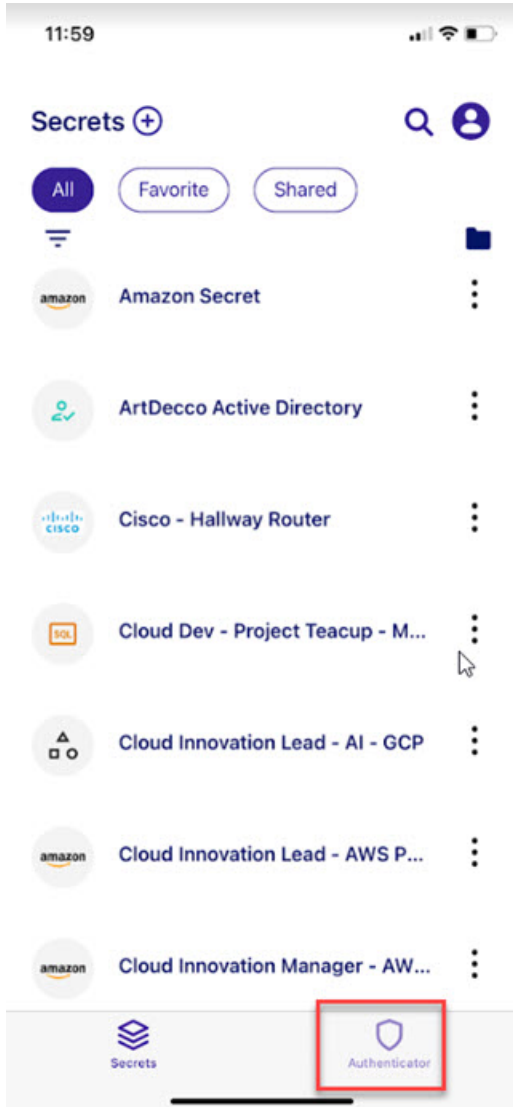 11:59
Secrets
All
Favorite
Shared
amazon
Amazon Secret
ArtDecco Active Directory
CISCO
Cisco - Hallway Router
SQL
Cloud Dev - Project Teacup - M...
Cloud Innovation Lead - AI - GCP
amazon
Cloud Innovation Lead - AWS P...
amazon
Cloud Innovation Manager - AW...
Secrets
Authenticator